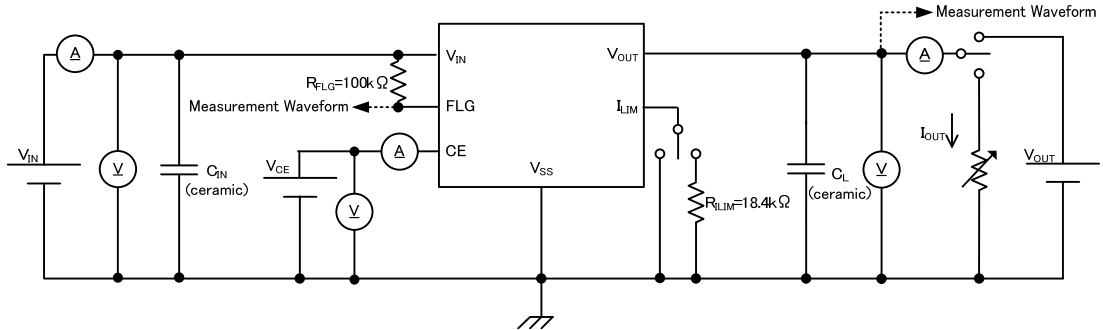 Measurement Waveform
A
VIN
RFLG=100kΩ
VOUT
A
Measurement Waveform
FLG
ILIM
VIN
V
CIN
(ceramic)
VCE
A
CE
VSS
V
RILIM=18.4kΩ
CL
(ceramic)
V
IOUT
VOUT